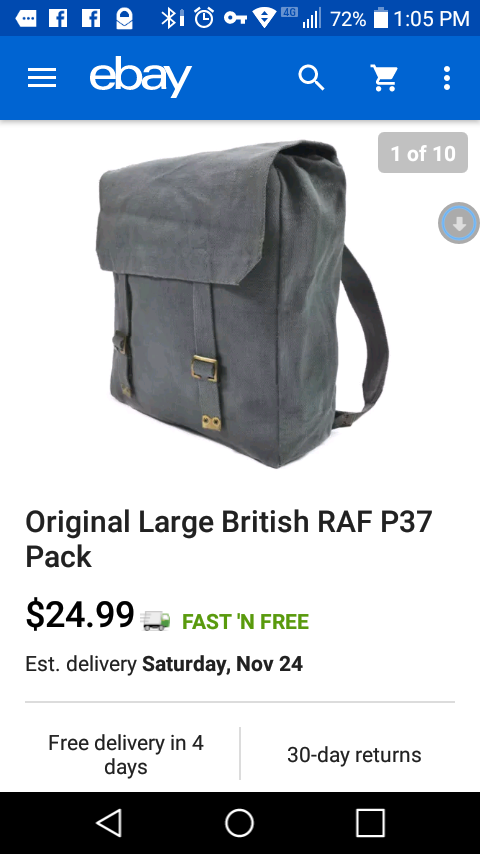 4G 72% 1:05 PM
ebay
1 of 10
Original Large British RAF P37
Pack
$24.99 FAST 'N FREE
Est. delivery Saturday, Nov 24
Free delivery in 4
days
30-day returns